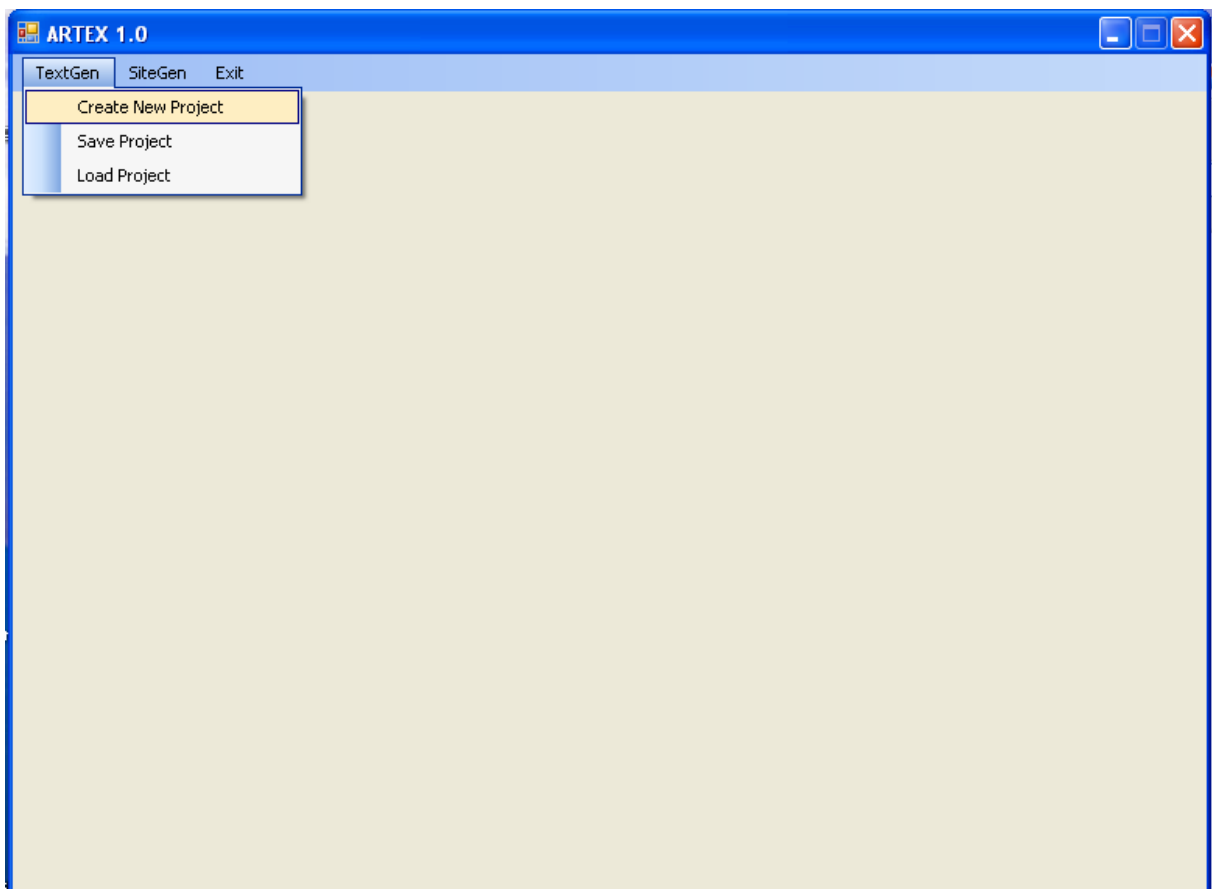 ARTEX 1.0
TextGen SiteGen Exit
Create New Project
Save Project
Load Project